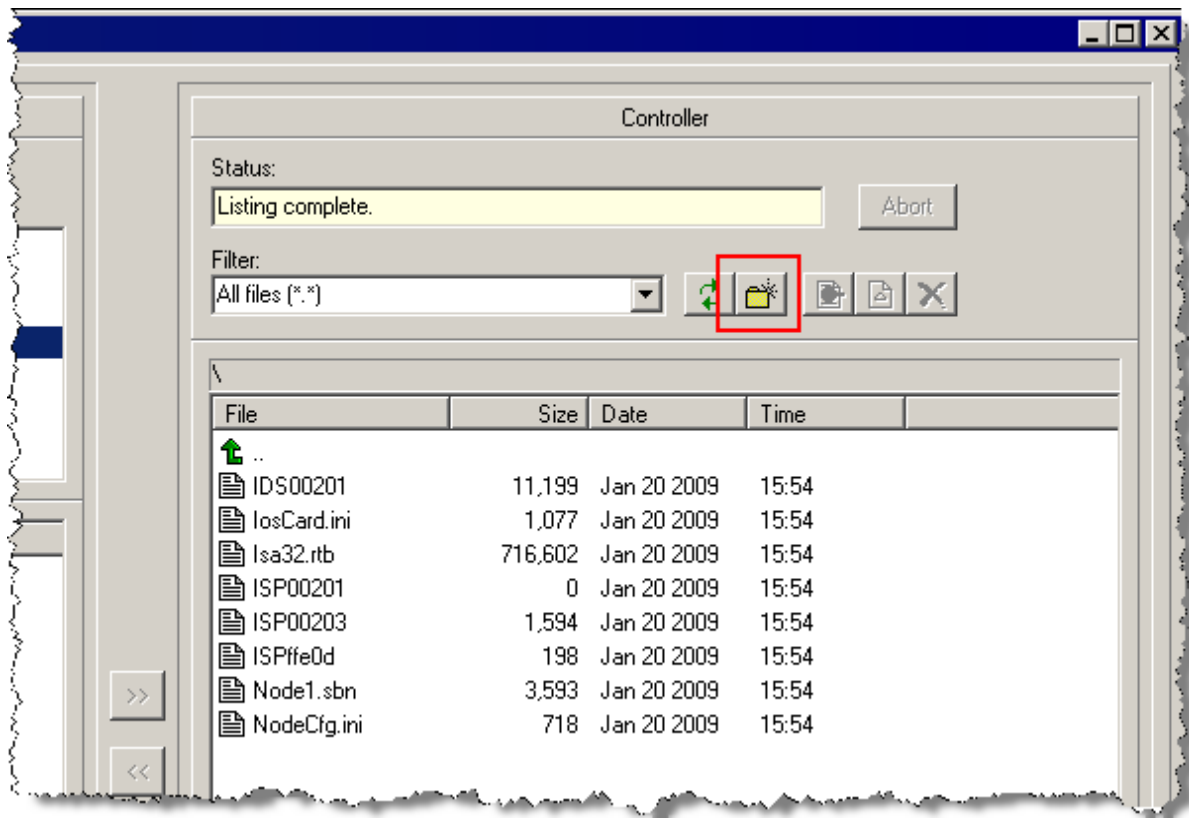 Controller
Status:
Listing complete.
Abort
Filter:
All files (*.*)
\
File Size Date Time
..
IDS00201 11,199 Jan 20 2009 15:54
IosCard.ini 1,077 Jan 20 2009 15:54
Isa32.rtb 716,602 Jan 20 2009 15:54
ISP00201 0 Jan 20 2009 15:54
ISP00203 1,594 Jan 20 2009 15:54
ISPffe0d 198 Jan 20 2009 15:54
Node1.sbn 3,593 Jan 20 2009 15:54
NodeCfg.ini 718 Jan 20 2009 15:54
>>
<<